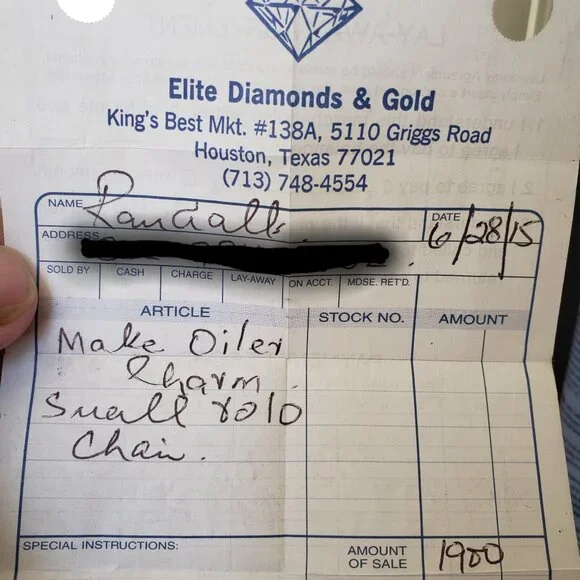 Elite Diamonds & Gold
King's Best Mkt. #138A, 5110 Griggs Road
Houston, Texas 77021
(713) 748-4554
NAME Randall DATE 6/28/15
ADDRESS
SOLD BY CASH CHARGE LAY-AWAY ON ACCT. MDSE. RET'D.
ARTICLE STOCK NO. AMOUNT
Make Oiler
Charm
Small rolo
Chain.
SPECIAL INSTRUCTIONS: AMOUNT OF SALE 1900